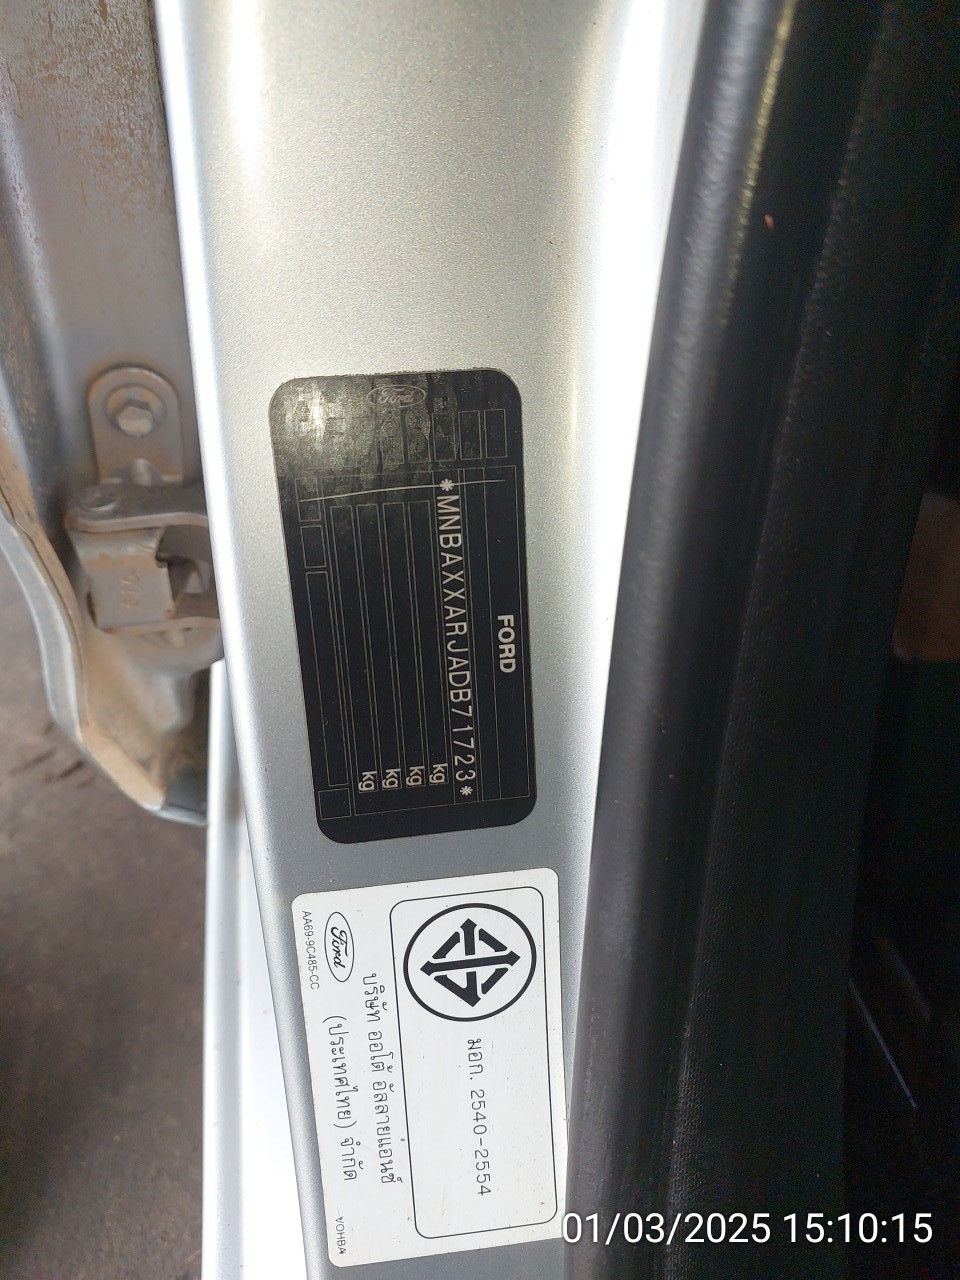 Ford
FORD
*MNBAXXARJADB71723*
kg
kg
kg
kg
มอก. 2540-2554
บริษัท ออโต้ อัลลายแอนซ์
(ประเทศไทย) จำกัด
Ford
AA69-9C485-CC
VOHBA
01/03/2025 15:10:15